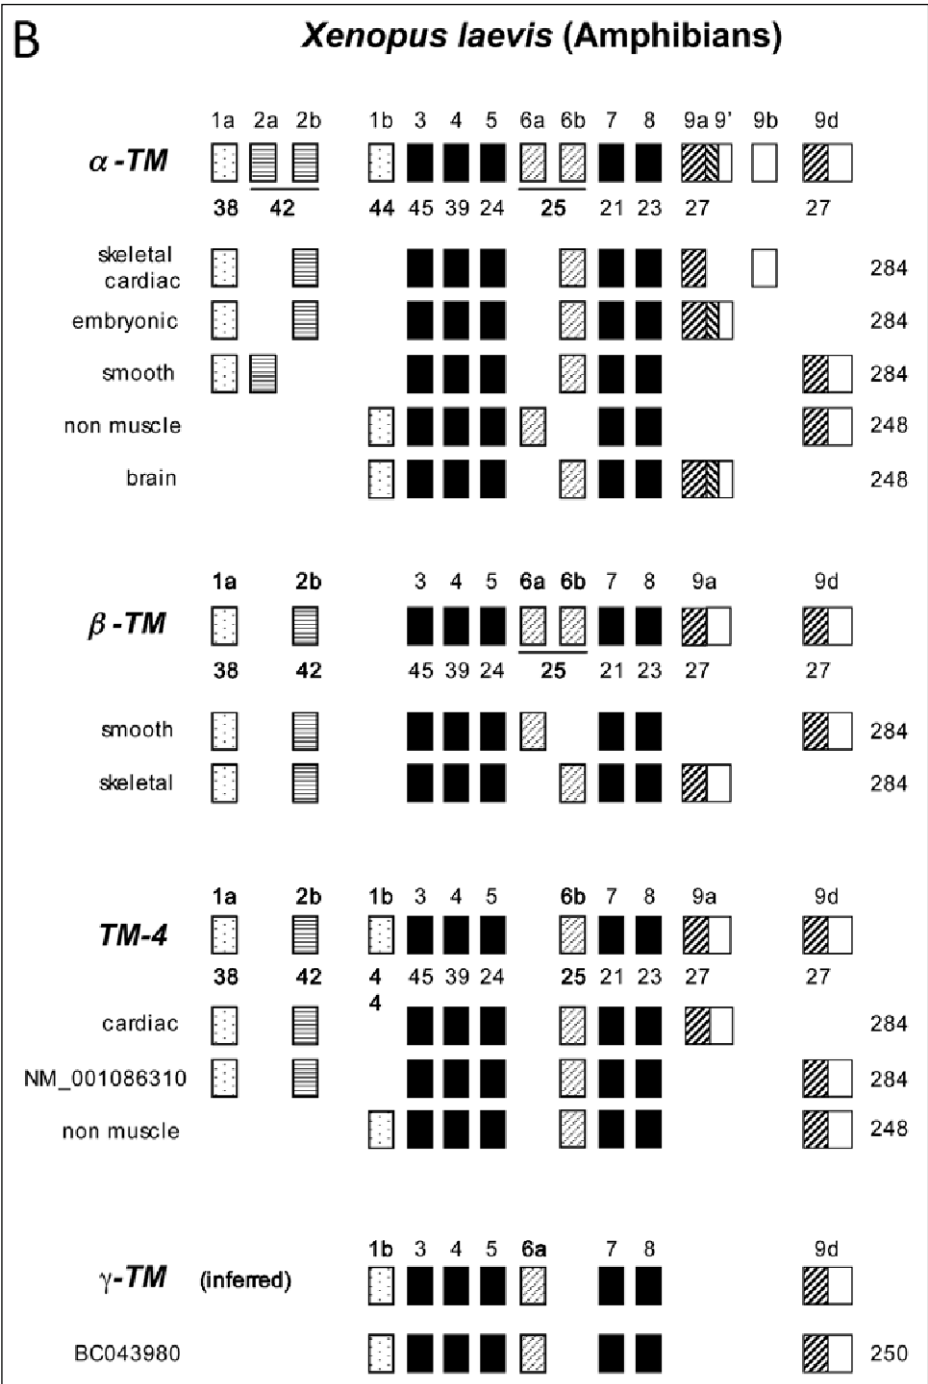 B
Xenopus laevis (Amphibians)
1a 2a 2b 1b 3 4 5 6a 6b 7 8 9a 9' 9b 9d
α-TM
38 42 44 45 39 24 25 21 23 27 27
skeletal
cardiac 284
embryonic 284
smooth 284
non muscle 248
brain 248
1a 2b 3 4 5 6a 6b 7 8 9a 9d
β-TM
38 42 45 39 24 25 21 23 27 27
smooth 284
skeletal 284
1a 2b 1b 3 4 5 6b 7 8 9a 9d
TM-4
38 42 4 45 39 24 25 21 23 27 27
4
cardiac 284
NM_001086310 284
non muscle 248
1b 3 4 5 6a 7 8 9d
γ-TM (inferred)
BC043980 250